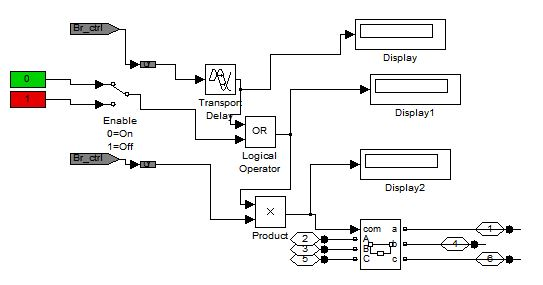 Br_ctrl
Display
0
1
Transport
Delay
Enable
0=On
1=Off
OR
Display1
Logical
Operator
Br_ctrl
Display2
×
Product
com
a
1
2
A
b
4
3
B
5
C
c
6